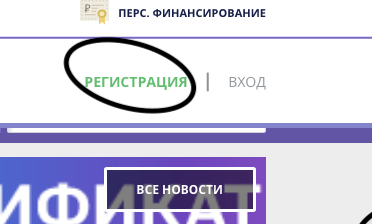 ПЕРС. ФИНАНСИРОВАНИЕ
РЕГИСТРАЦИЯ | ВХОД
ИФИКАТ
ВСЕ НОВОСТИ